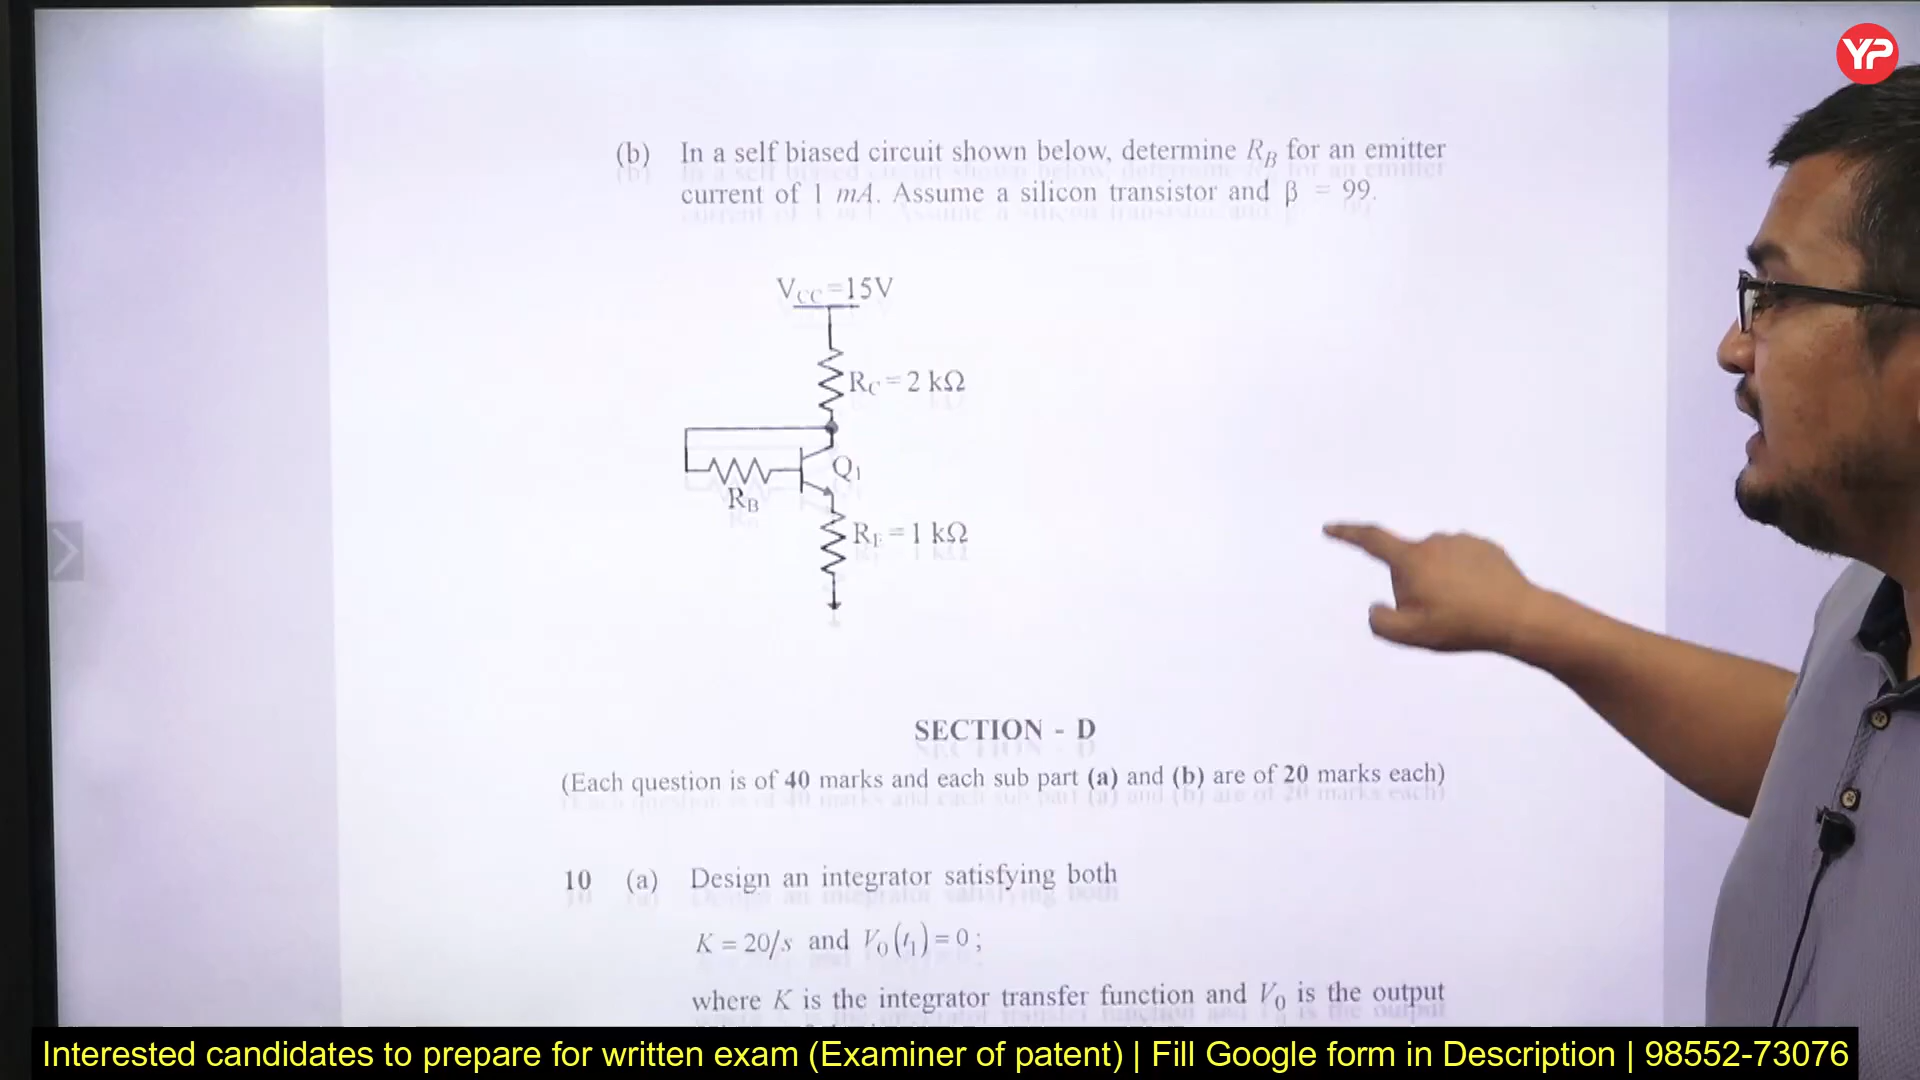 YP
(b) In a self biased circuit shown below, determine R_B for an emitter
current of 1 mA. Assume a silicon transistor and β = 99.
V_CC=15V
R_C = 2 kΩ
Q_1
R_B
R_E = 1 kΩ
SECTION - D
(Each question is of 40 marks and each sub part (a) and (b) are of 20 marks each)
10 (a) Design an integrator satisfying both
K = 20/s and V_0(t_1) = 0 ;
where K is the integrator transfer function and V_0 is the output
Interested candidates to prepare for written exam (Examiner of patent) | Fill Google form in Description | 98552-73076